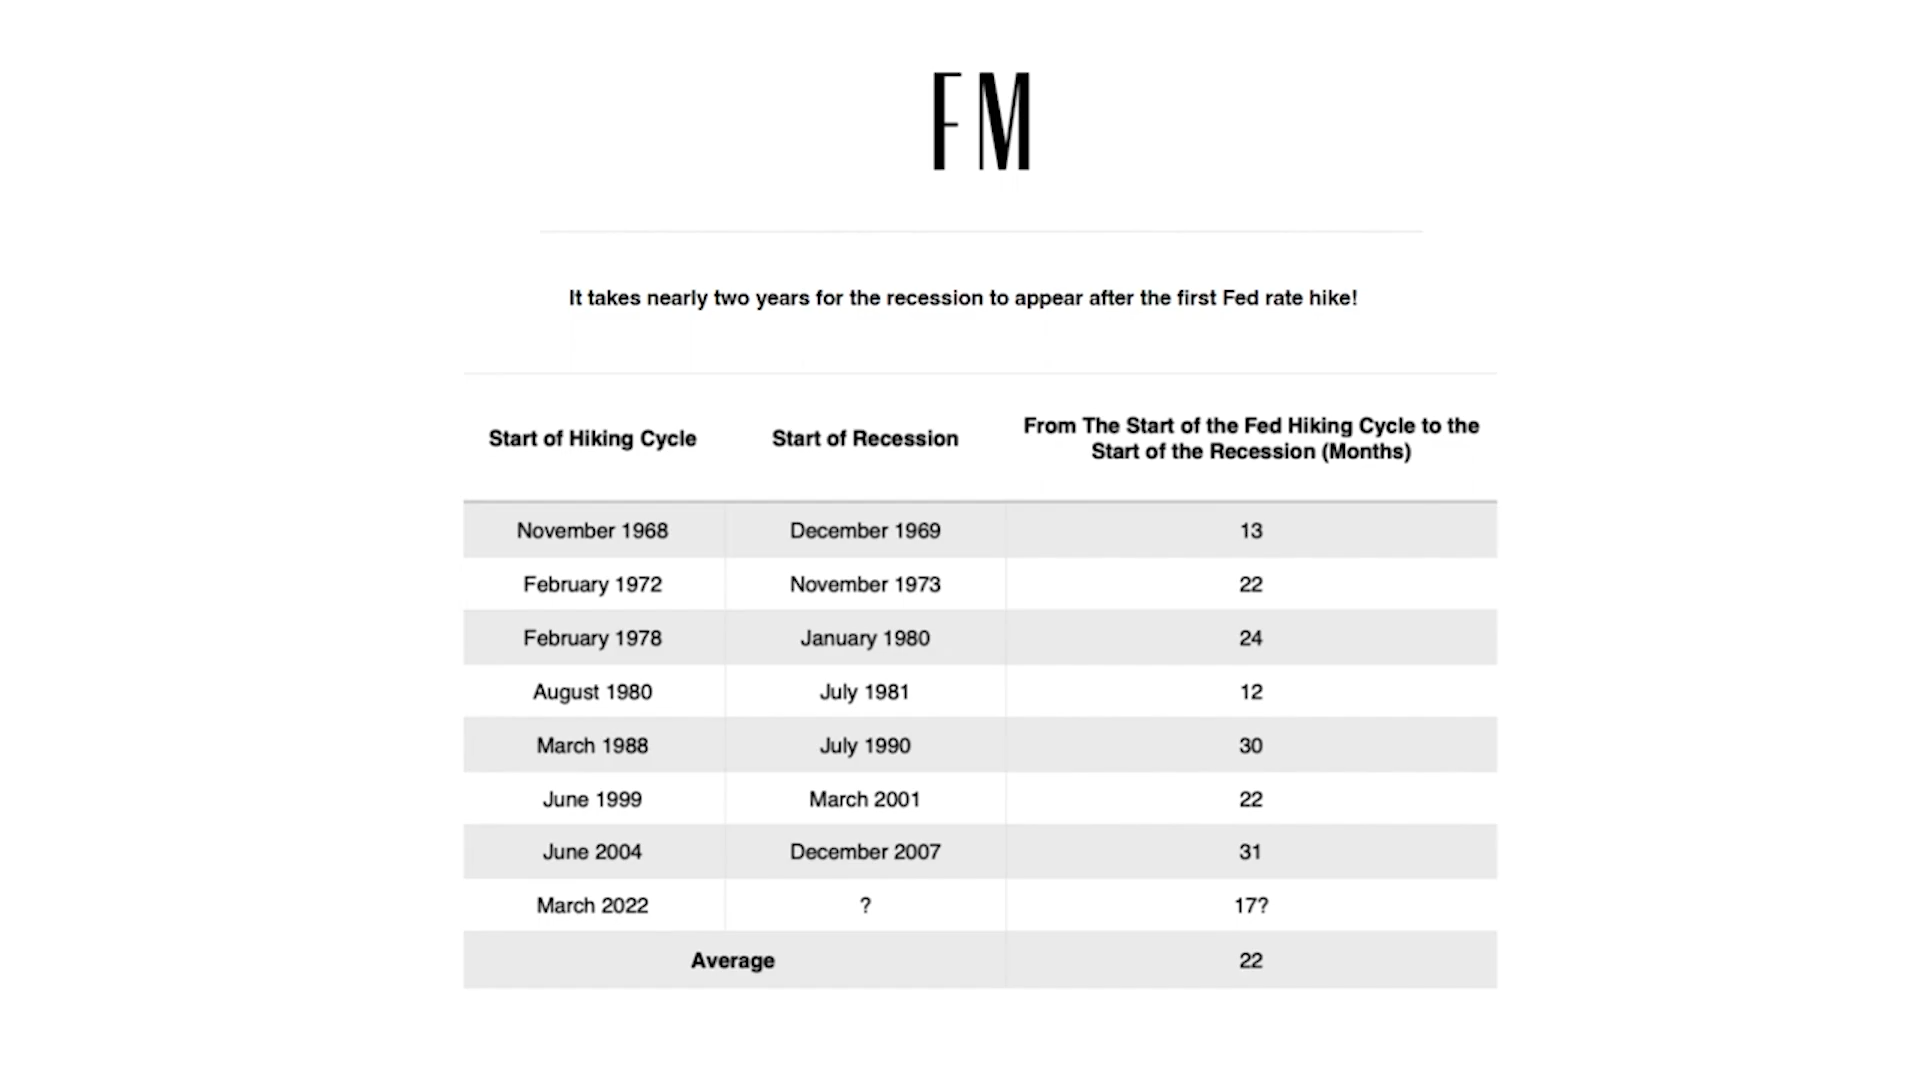 FM
It takes nearly two years for the recession to appear after the first Fed rate hike!
Start of Hiking Cycle Start of Recession From The Start of the Fed Hiking Cycle to the
Start of the Recession (Months)
November 1968 December 1969 13
February 1972 November 1973 22
February 1978 January 1980 24
August 1980 July 1981 12
March 1988 July 1990 30
June 1999 March 2001 22
June 2004 December 2007 31
March 2022 ? 17?
Average 22